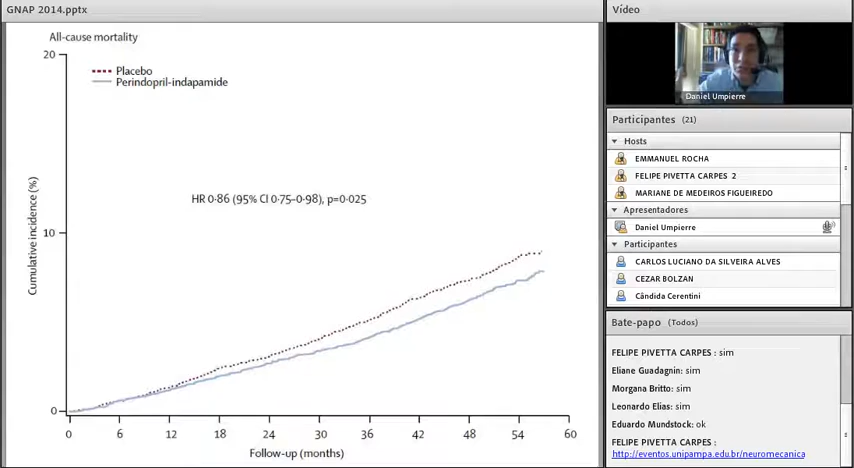 GNAP 2014.pptx
All-cause mortality
20
Placebo
Perindopril-indapamide
HR 0·86 (95% CI 0·75–0·98), p=0·025
Cumulative incidence (%)
10
0
0 6 12 18 24 30 36 42 48 54 60
Follow-up (months)
Vídeo
Daniel Umpierre
Participantes (21)
Hosts
EMMANUEL ROCHA
FELIPE PIVETTA CARPES 2
MARIANE DE MEDEIROS FIGUEIREDO
Apresentadores
Daniel Umpierre
Participantes
CARLOS LUCIANO DA SILVEIRA ALVES
CEZAR BOLZAN
Cândida Cerentini
Bate-papo (Todos)
FELIPE PIVETTA CARPES : sim
Eliane Guadagnin: sim
Morgana Britto: sim
Leonardo Elias: sim
Eduardo Mundstock: ok
FELIPE PIVETTA CARPES :
http://eventos.unipampa.edu.br/neuromecanica